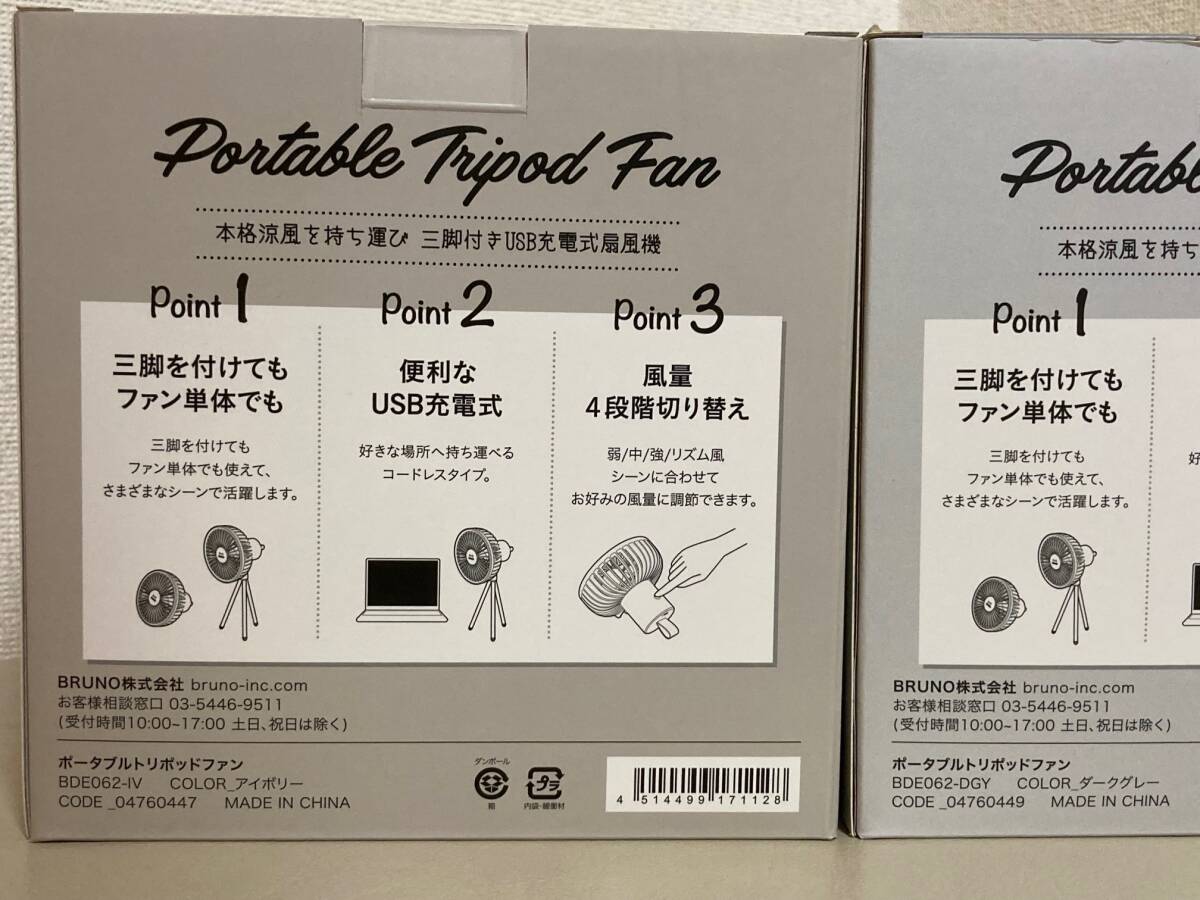 Portable Tripod Fan
本格涼風を持ち運び 三脚付きUSB充電式扇風機
Point 1
三脚を付けても
ファン単体でも
三脚を付けても
ファン単体でも使えて、
さまざまなシーンで活躍します。
Point 2
便利な
USB充電式
好きな場所へ持ち運べる
コードレスタイプ。
Point 3
風量
4段階切り替え
弱/中/強/リズム風
シーンに合わせて
お好みの風量に調節できます。
BRUNO株式会社 bruno-inc.com
お客様相談窓口 03-5446-9511
(受付時間10:00~17:00 土日、祝日は除く)
ポータブルトリポッドファン
BDE062-IV COLOR_アイボリー
CODE _04760447 MADE IN CHINA
ダンボール
箱
プラ
内袋・緩衝材
4 514499 171128
Portabl
本格涼風を持ち
Point 1
三脚を付けても
ファン単体でも
三脚を付けても
ファン単体でも使えて、
さまざまなシーンで活躍します。
好
BRUNO株式会社 bruno-inc.com
お客様相談窓口 03-5446-9511
(受付時間10:00~17:00 土日、祝日は除く)
ポータブルトリポッドファン
BDE062-DGY COLOR_ダークグレー
CODE _04760449 MADE IN CHINA